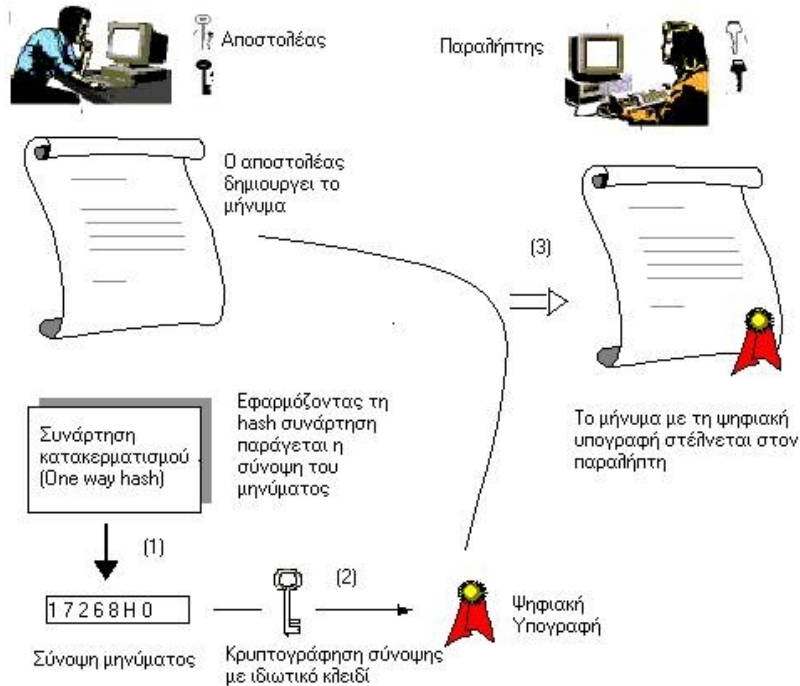 Αποστολέας
Παραλήπτης
Ο αποστολέας
δημιουργει το
μήνυμα
(3)
Συνάρτηση
κατακερματισμού
(One way hash)
Εφαρμόζοντας τη
hash συνάρτηση
παράγεται η
σύνοψη του
μηνύματος
Το μήνυμα με τη ψηφιακή
υπογραφή στέλνεται στον
παραλήπτη
(1)
17268H0
Σύνοψη μηνύματος
(2)
Κρυπτογράφηση σύνοψης
με ιδιωτικό κλειδί
Ψηφιακή
Υπογραφή